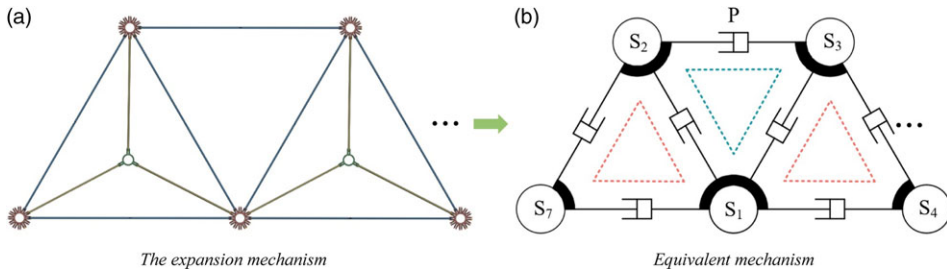 (a)
(b)
P
S₂
S₃
...
...
S₇
S₁
S₄
The expansion mechanism
Equivalent mechanism